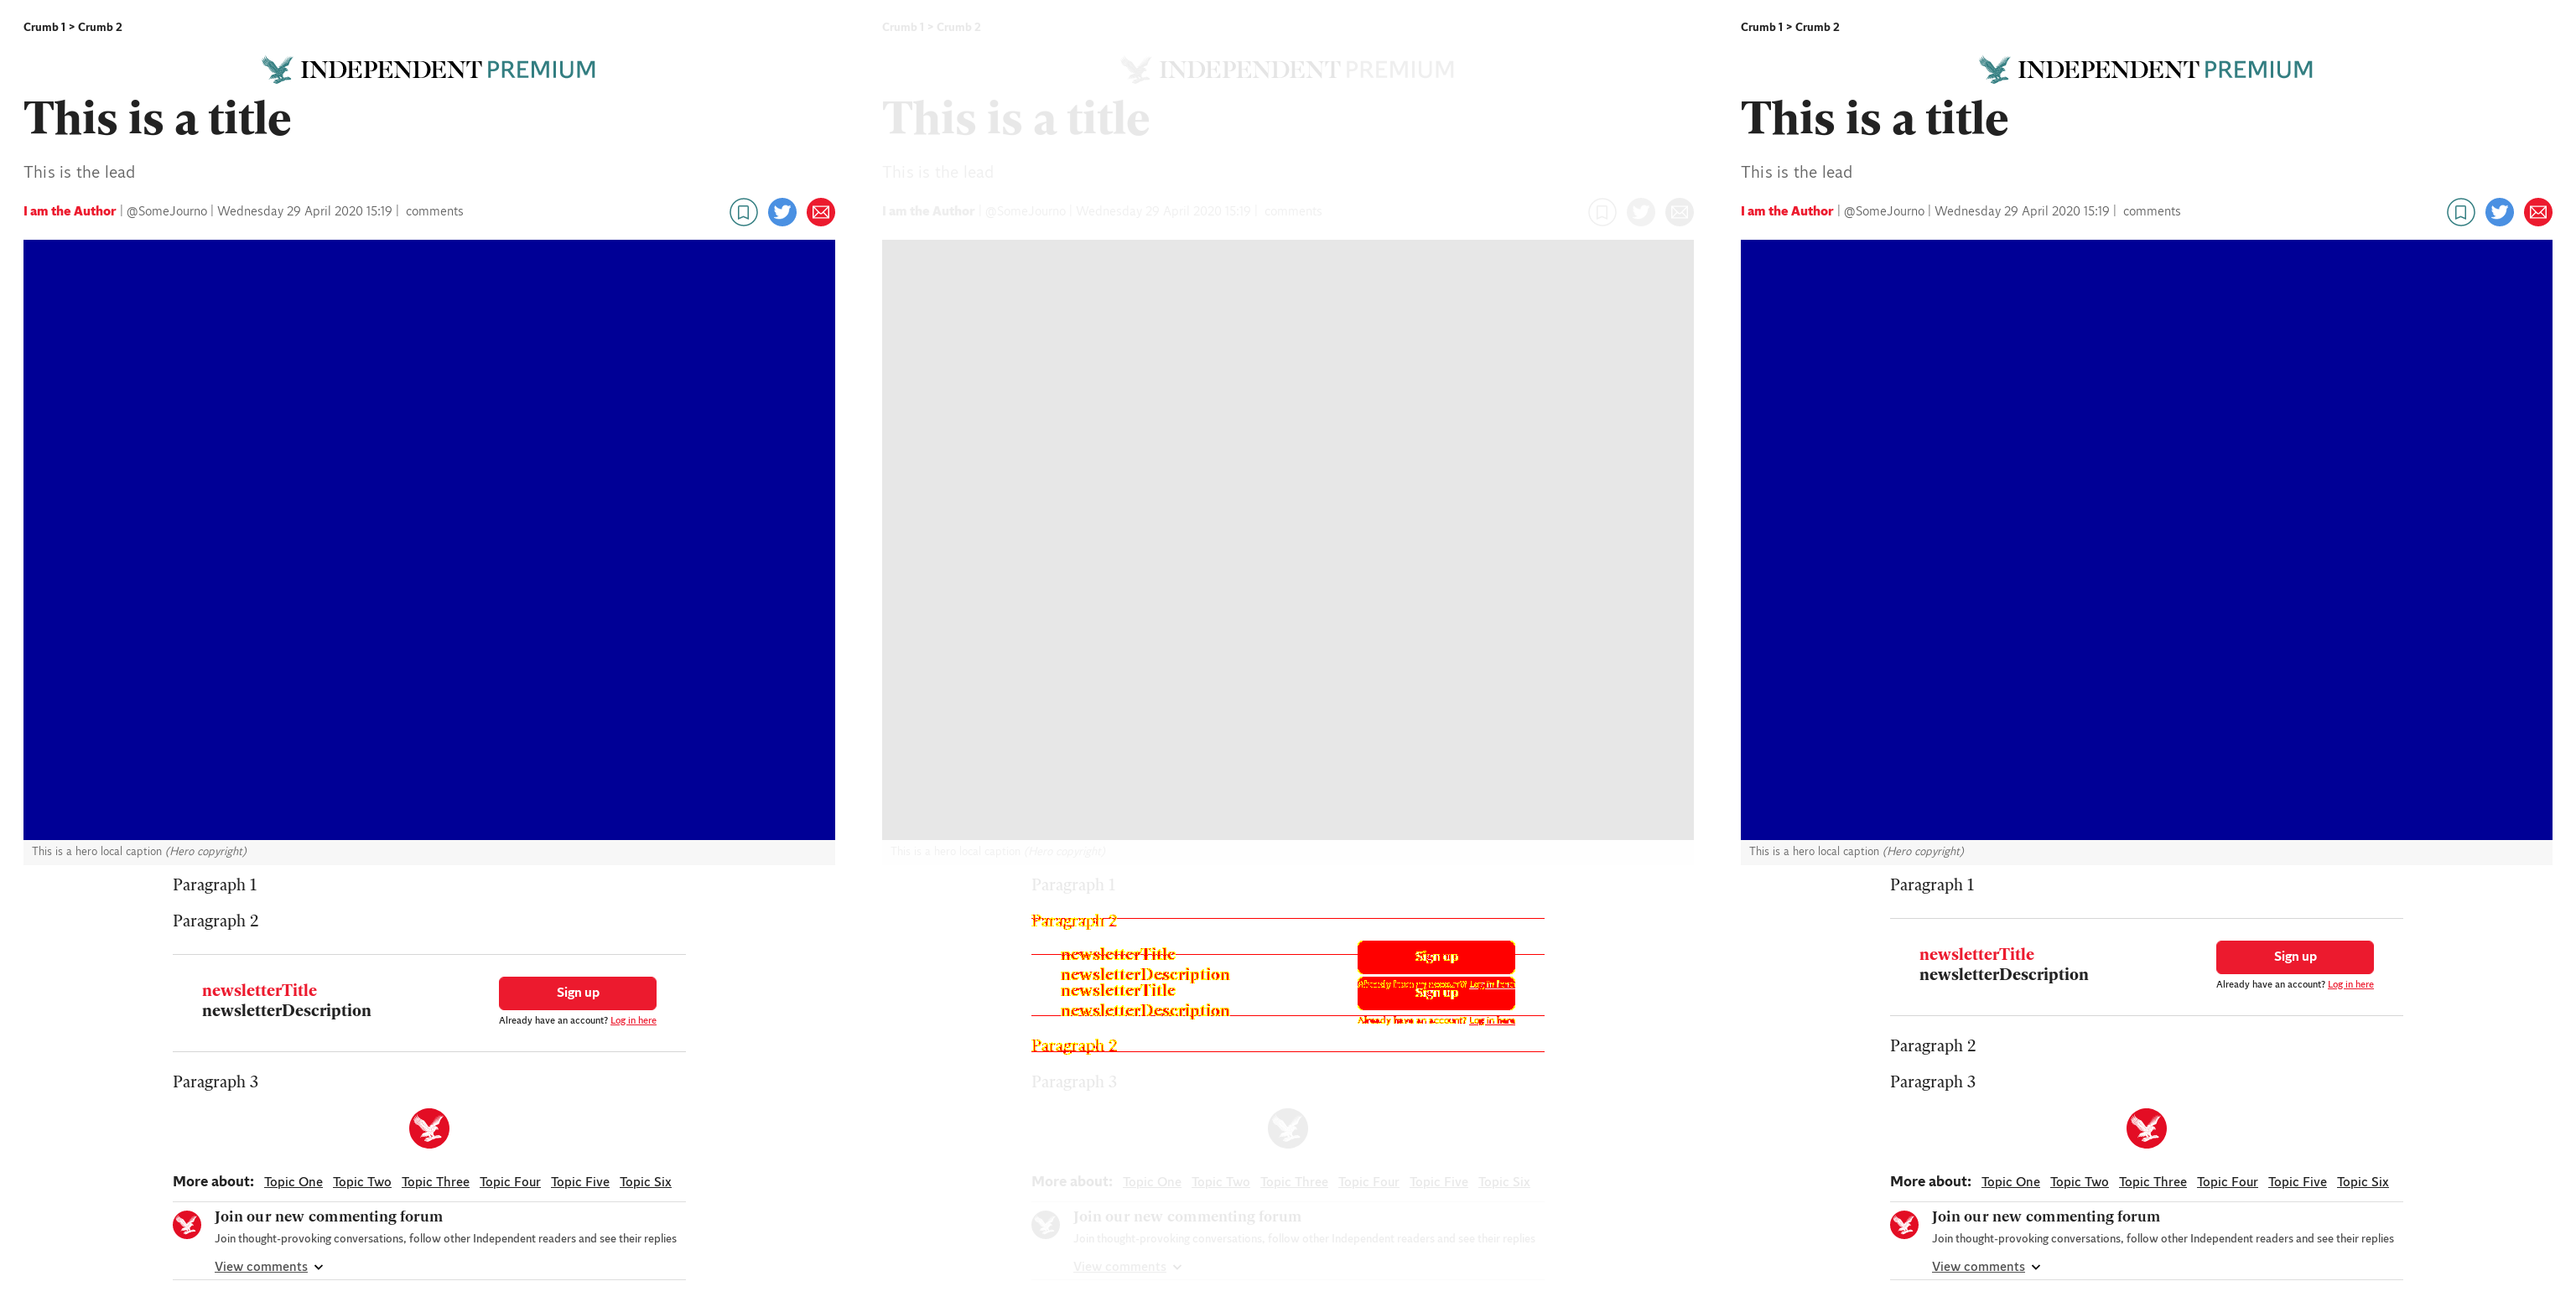 Crumb 1 > Crumb 2
INDEPENDENT PREMIUM
This is a title
This is the lead
I am the Author | @SomeJourno | Wednesday 29 April 2020 15:19 | comments
This is a hero local caption (Hero copyright)
Paragraph 1
Paragraph 2
newsletterTitle
newsletterDescription
Sign up
Already have an account? Log in here
Paragraph 3
More about: Topic One Topic Two Topic Three Topic Four Topic Five Topic Six
Join our new commenting forum
Join thought-provoking conversations, follow other Independent readers and see their replies
View comments
Crumb 1 > Crumb 2
INDEPENDENT PREMIUM
This is a title
This is the lead
I am the Author | @SomeJourno | Wednesday 29 April 2020 15:19 | comments
This is a hero local caption (Hero copyright)
Paragraph 1
Paragraph 2
newsletterTitle
newsletterDescription
Sign up
Already have an account? Log in here
newsletterTitle
newsletterDescription
Sign up
Already have an account? Log in here
Paragraph 2
Paragraph 3
More about: Topic One Topic Two Topic Three Topic Four Topic Five Topic Six
Join our new commenting forum
Join thought-provoking conversations, follow other Independent readers and see their replies
View comments
Crumb 1 > Crumb 2
INDEPENDENT PREMIUM
This is a title
This is the lead
I am the Author | @SomeJourno | Wednesday 29 April 2020 15:19 | comments
This is a hero local caption (Hero copyright)
Paragraph 1
newsletterTitle
newsletterDescription
Sign up
Already have an account? Log in here
Paragraph 2
Paragraph 3
More about: Topic One Topic Two Topic Three Topic Four Topic Five Topic Six
Join our new commenting forum
Join thought-provoking conversations, follow other Independent readers and see their replies
View comments